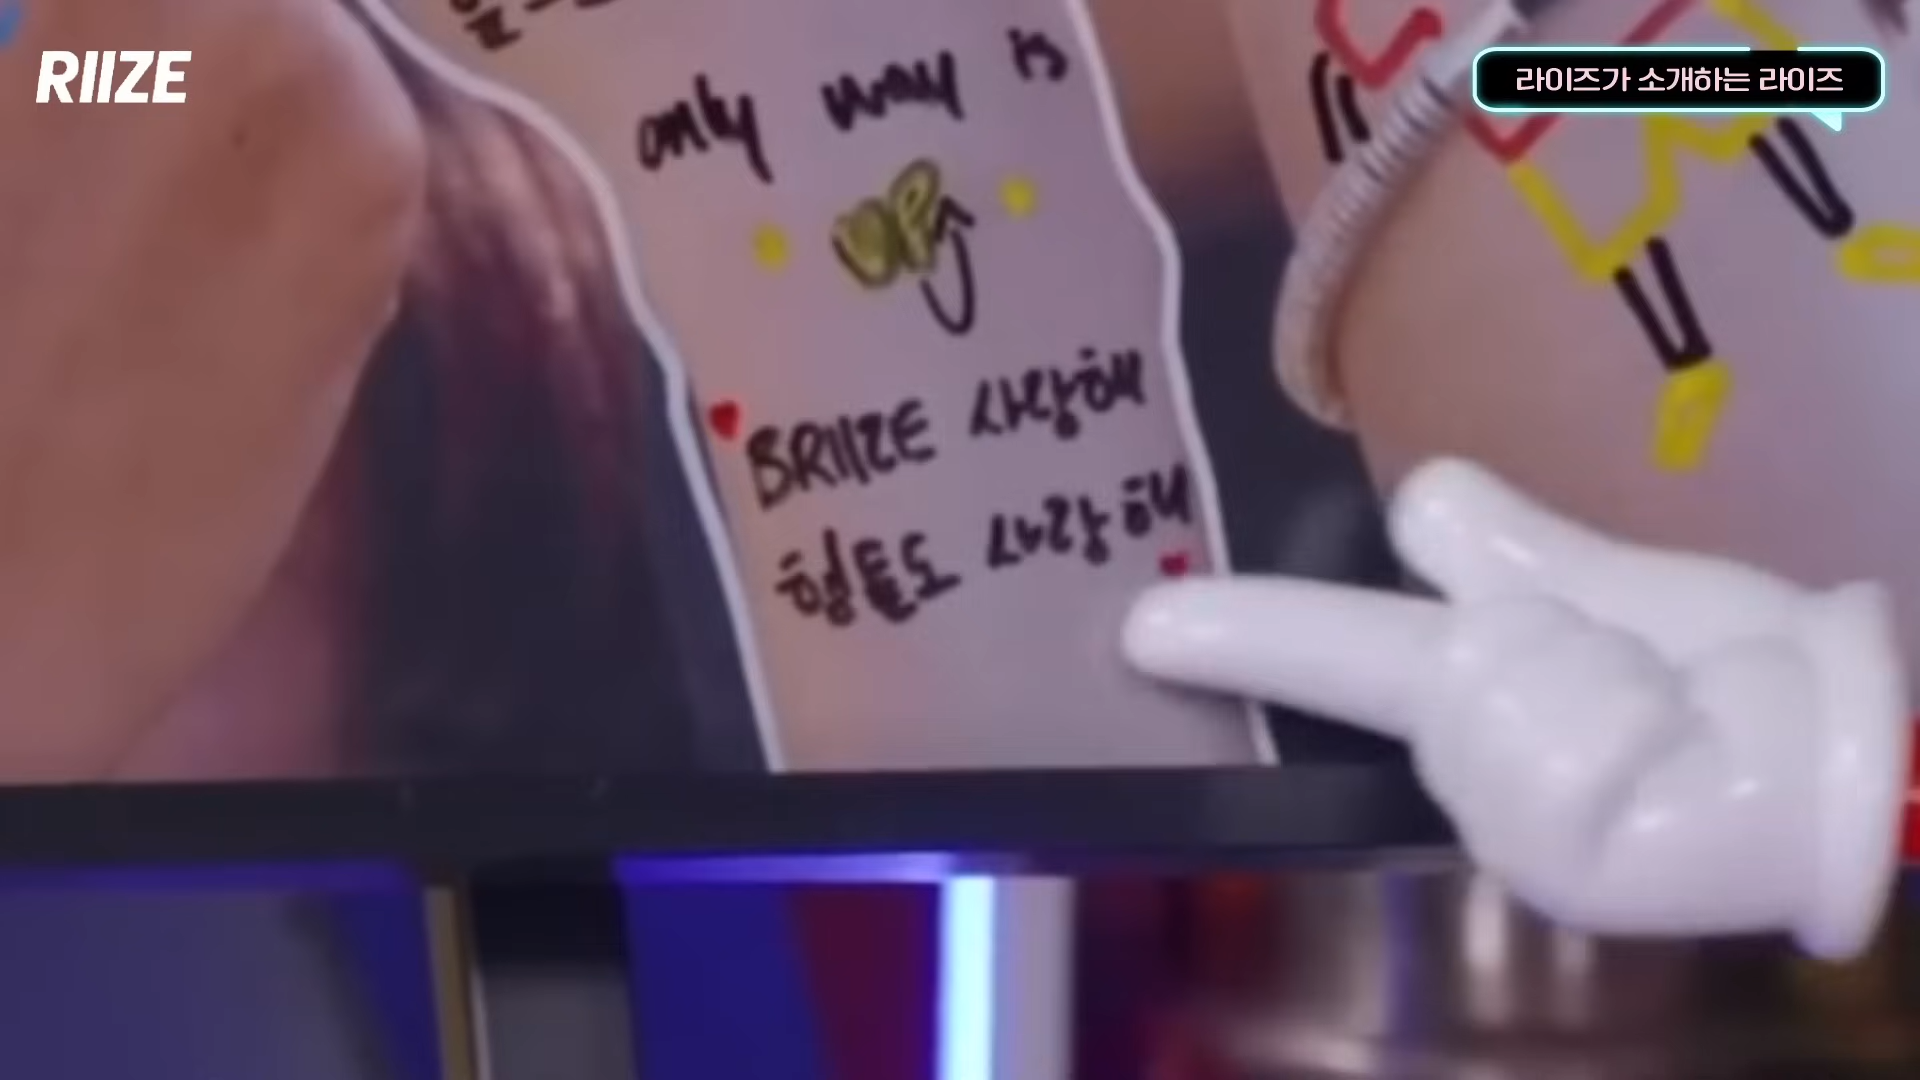 RIIZE
라이즈가 소개하는 라이즈
only way is
UP
BRIIZE 사랑해
형들도 사랑해